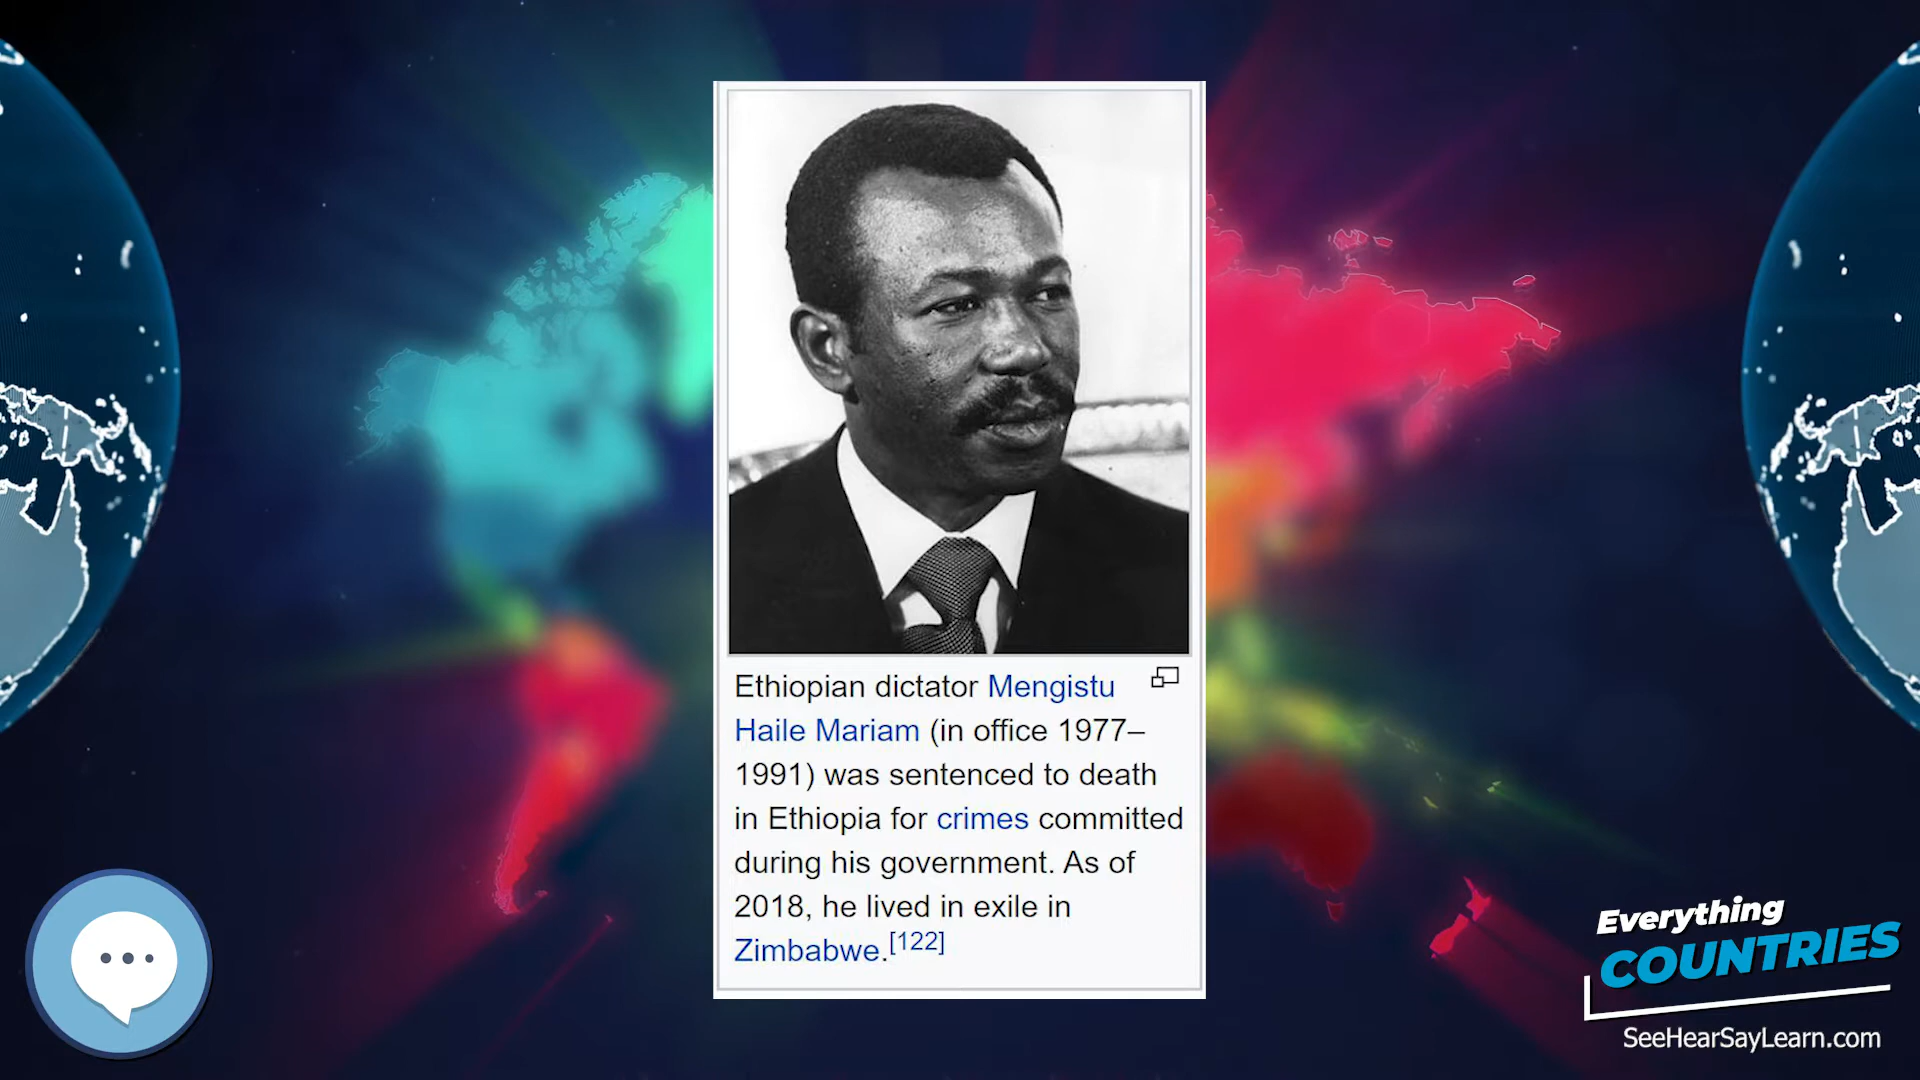 Ethiopian dictator Mengistu
Haile Mariam (in office 1977–
1991) was sentenced to death
in Ethiopia for crimes committed
during his government. As of
2018, he lived in exile in
Zimbabwe.[122]
Everything
COUNTRIES
SeeHearSayLearn.com